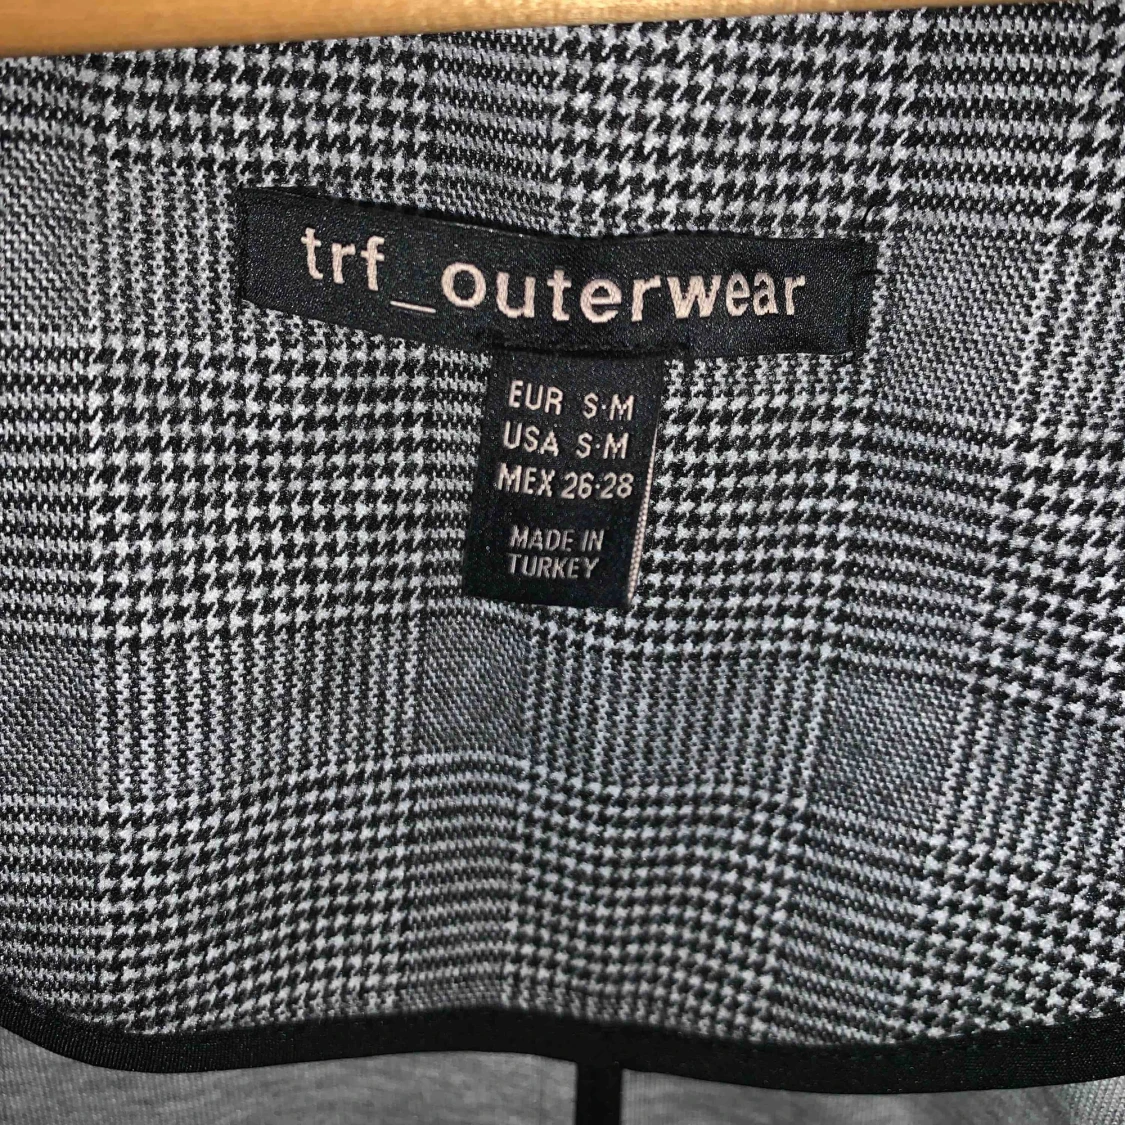 trf_outerwear
EUR S·M
USA S·M
MEX 26·28
MADE IN
TURKEY